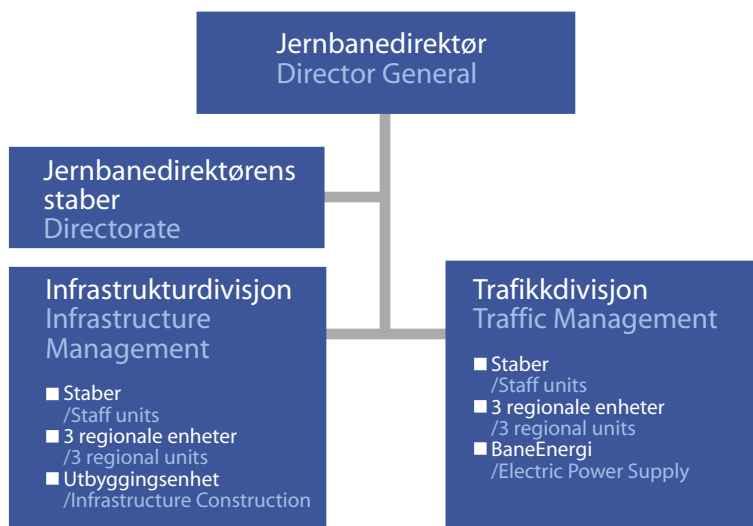 Jernbanedirektør
Director General
Jernbanedirektørens
staber
Directorate
Infrastrukturdivisjon
Infrastructure
Management
Staber
/Staff units
3 regionale enheter
/3 regional units
Utbyggingsenhet
/Infrastructure Construction
Trafikkdivisjon
Traffic Management
Staber
/Staff units
3 regionale enheter
/3 regional units
BaneEnergi
/Electric Power Supply